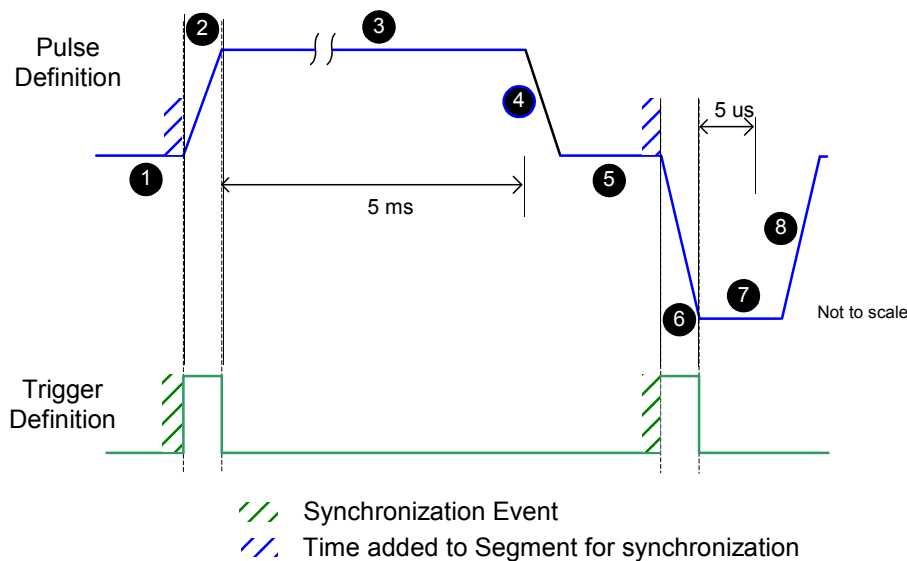 2
3
Pulse
Definition
4
5 us
1
5
5 ms
8
7
6
Not to scale
Trigger
Definition
Synchronization Event
Time added to Segment for synchronization